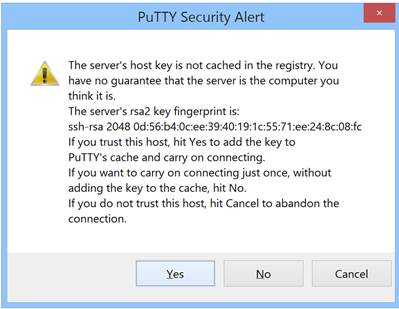 PuTTY Security Alert
×
The server's host key is not cached in the registry. You
have no guarantee that the server is the computer you
think it is.
The server's rsa2 key fingerprint is:
ssh-rsa 2048 0d:56:b4:0c:ee:39:40:19:1c:55:71:ee:24:8c:08:fc
If you trust this host, hit Yes to add the key to
PuTTY's cache and carry on connecting.
If you want to carry on connecting just once, without
adding the key to the cache, hit No.
If you do not trust this host, hit Cancel to abandon the
connection.
Yes
No
Cancel